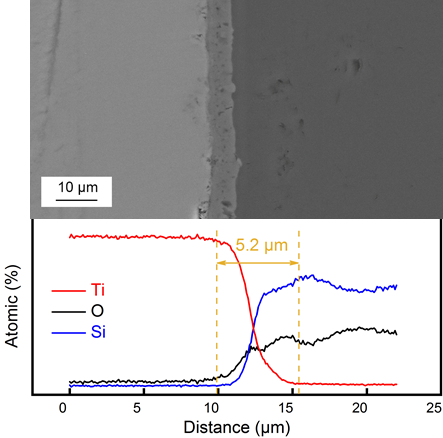 10 μm
5.2 μm
Ti
O
Si
Atomic (%)
0 5 10 15 20 25
Distance (μm)